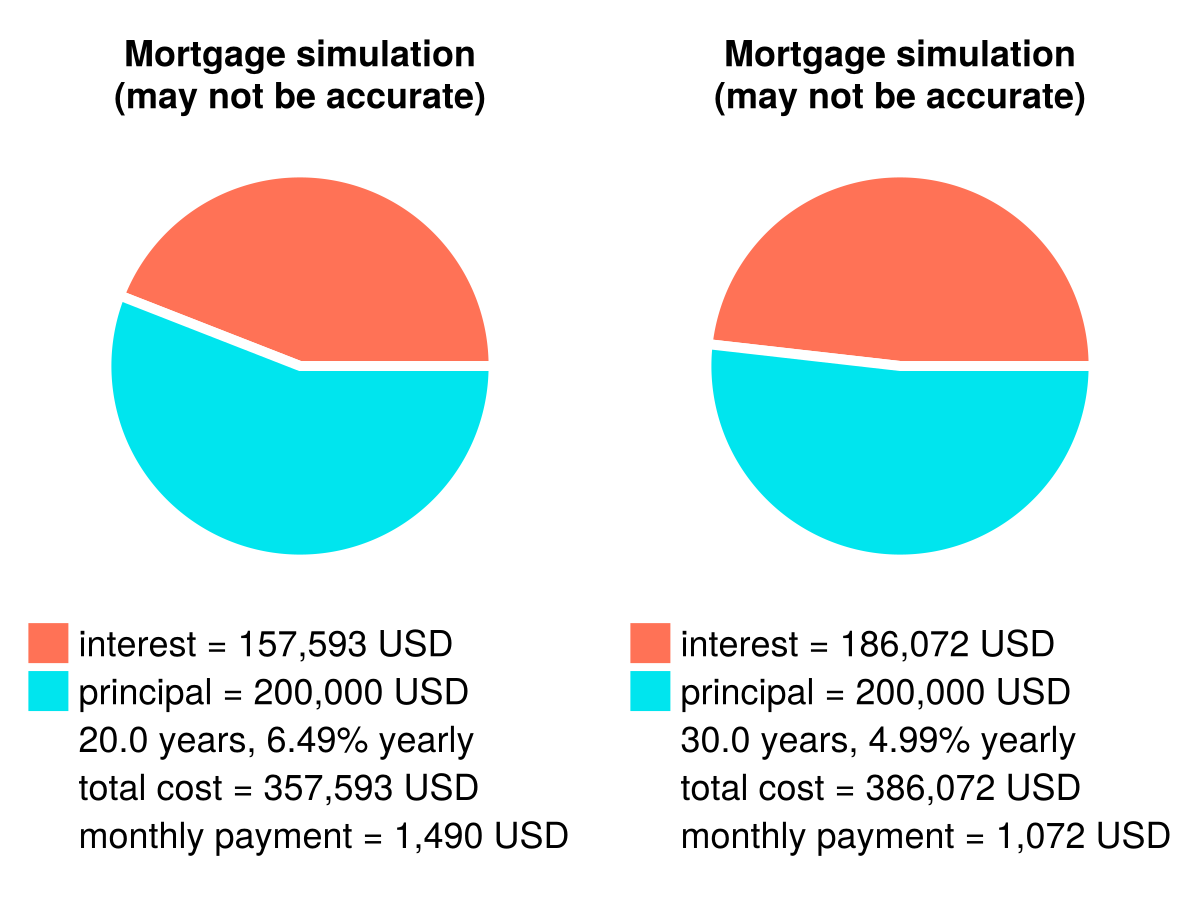 Mortgage simulation
(may not be accurate)
interest = 157,593 USD
principal = 200,000 USD
20.0 years, 6.49% yearly
total cost = 357,593 USD
monthly payment = 1,490 USD
Mortgage simulation
(may not be accurate)
interest = 186,072 USD
principal = 200,000 USD
30.0 years, 4.99% yearly
total cost = 386,072 USD
monthly payment = 1,072 USD